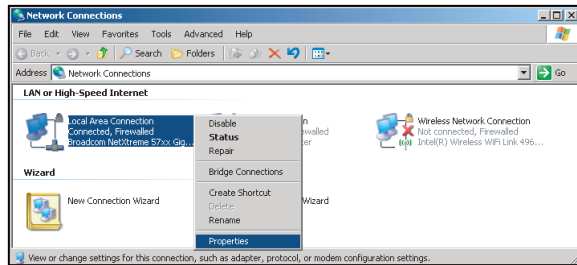 Network Connections
File Edit View Favorites Tools Advanced Help
Back Search Folders
Address Network Connections Go
LAN or High-Speed Internet
Local Area Connection
Connected, Firewalled
Broadcom NetXtreme 57xx Gig...
Disable
Status
Repair
Bridge Connections
Create Shortcut
Delete
Rename
Properties
Wireless Network Connection
Not connected, Firewalled
Intel(R) Wireless WiFi Link 496...
Wizard
New Connection Wizard
Wizard
View or change settings for this connection, such as adapter, protocol, or modem configuration settings.